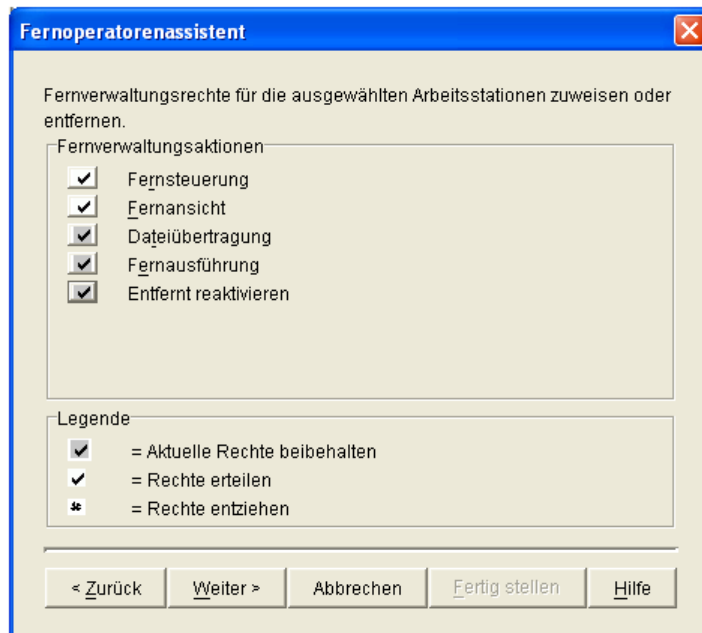 Fernoperatorenassistent
Fernverwaltungsrechte für die ausgewählten Arbeitsstationen zuweisen oder
entfernen.
Fernverwaltungsaktionen
Fernsteuerung
Fernansicht
Dateiübertragung
Fernausführung
Entfernt reaktivieren
Legende
= Aktuelle Rechte beibehalten
= Rechte erteilen
= Rechte entziehen
< Zurück Weiter > Abbrechen Fertig stellen Hilfe